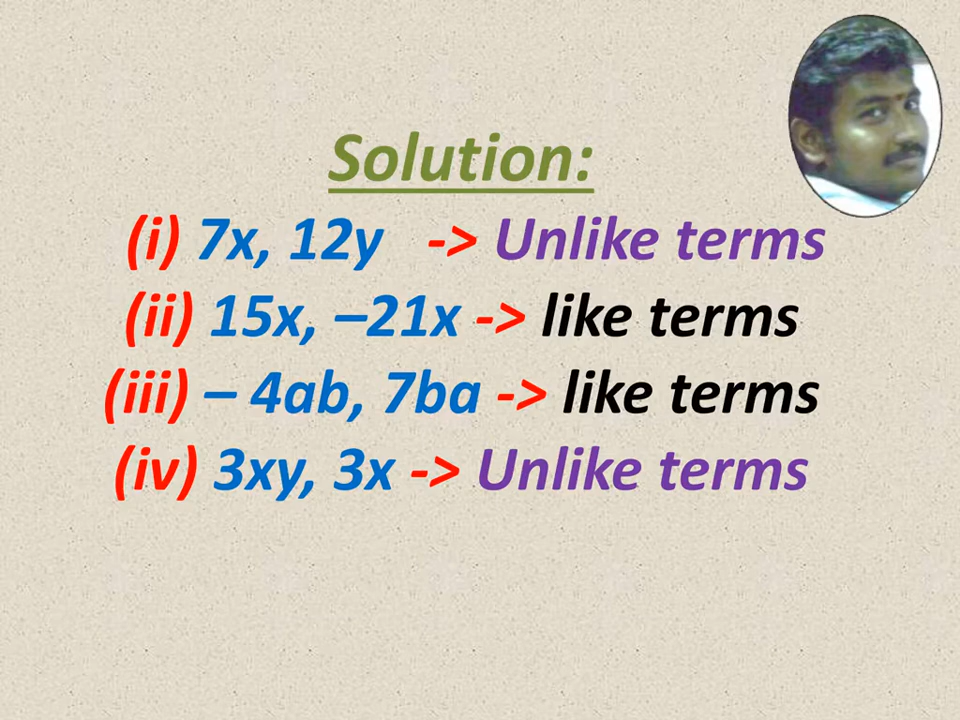 Solution:
(i) 7x, 12y -> Unlike terms
(ii) 15x, –21x -> like terms
(iii) – 4ab, 7ba -> like terms
(iv) 3xy, 3x -> Unlike terms